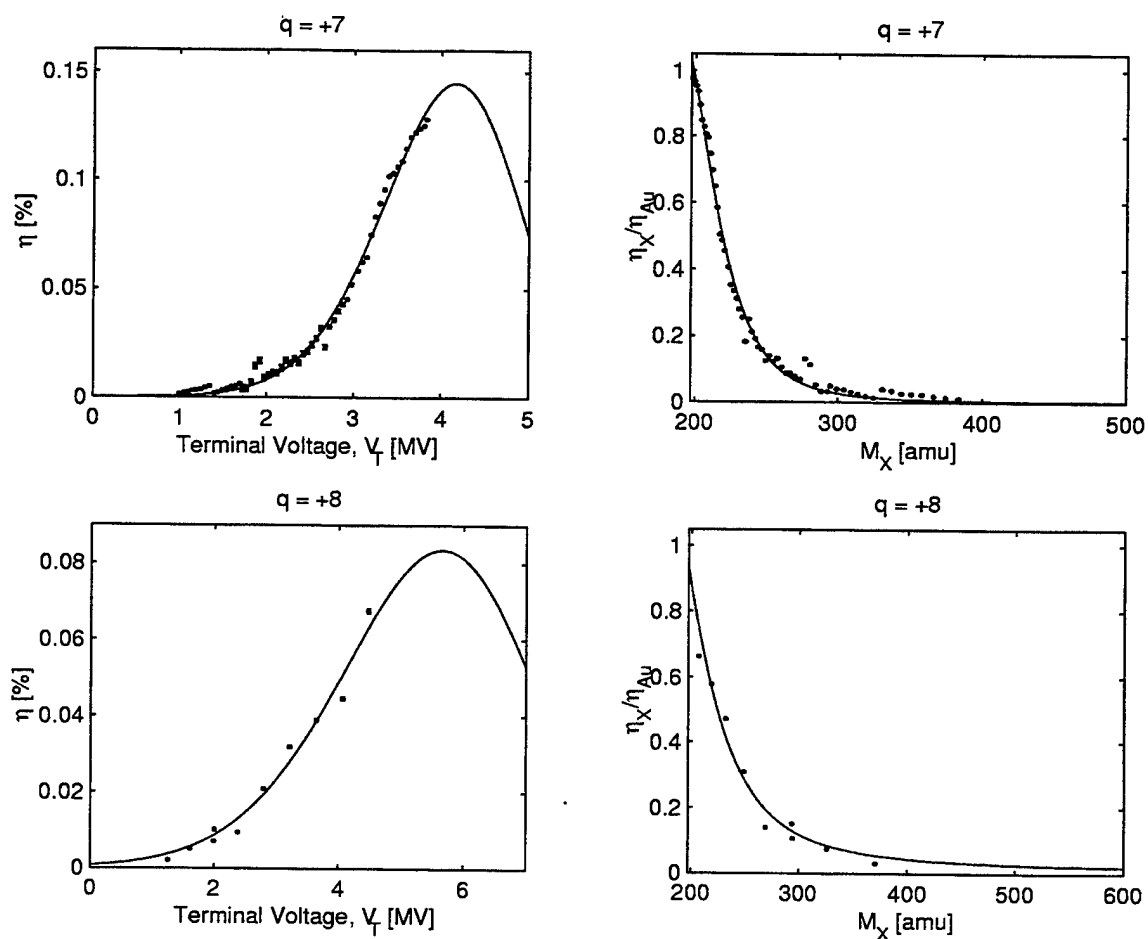 q = +7
0.15
0.1
0.05
0
η [%]
0 1 2 3 4 5
Terminal Voltage, V_T [MV]
q = +7
1
0.8
0.6
0.4
0.2
0
η_X/η_Au
200 300 400 500
M_X [amu]
q = +8
0.08
0.06
0.04
0.02
0
η [%]
0 2 4 6
Terminal Voltage, V_T [MV]
q = +8
1
0.8
0.6
0.4
0.2
0
η_X/η_Au
200 300 400 500 600
M_X [amu]